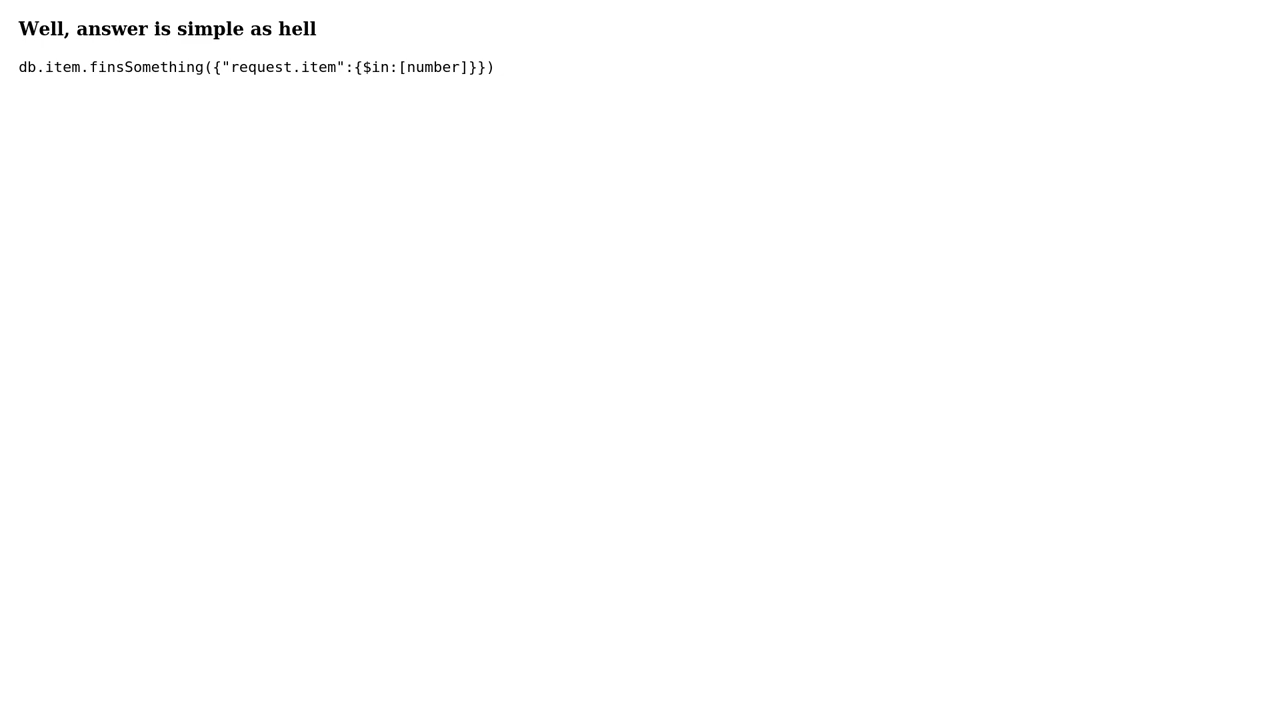 Well, answer is simple as hell
db.item.finsSomething({"request.item":{$in:[number]}})